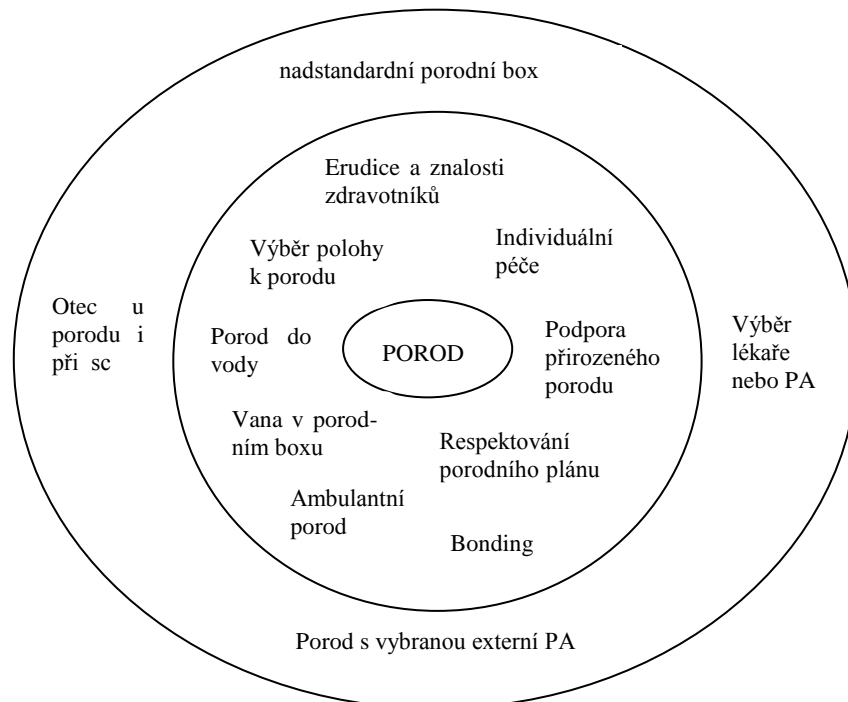 nadstandardní porodní box
Erudice a znalosti
zdravotníků
Výběr polohy
k porodu
Individuální
péče
Otec u
porodu i
při sc
Porod do
vody
POROD
Podpora
přirozeného
porodu
Výběr
lékaře
nebo PA
Vana v porod-
ním boxu
Respektování
porodního plánu
Ambulantní
porod
Bonding
Porod s vybranou externí PA